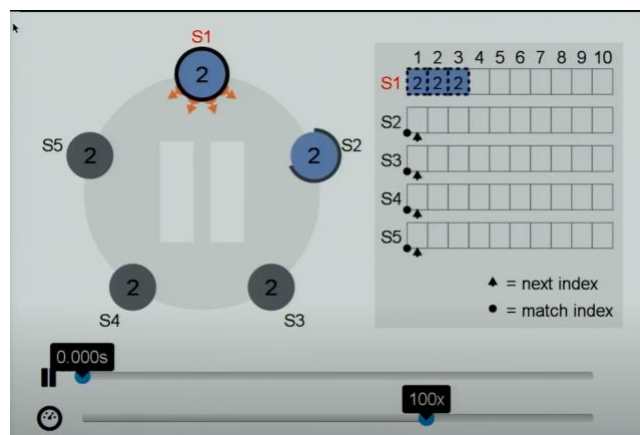 S1
2
S5
2
2
S2
2
S4
2
S3
1 2 3 4 5 6 7 8 9 10
S1 2 2 2
S2
S3
S4
S5
= next index
= match index
0.000s
100x